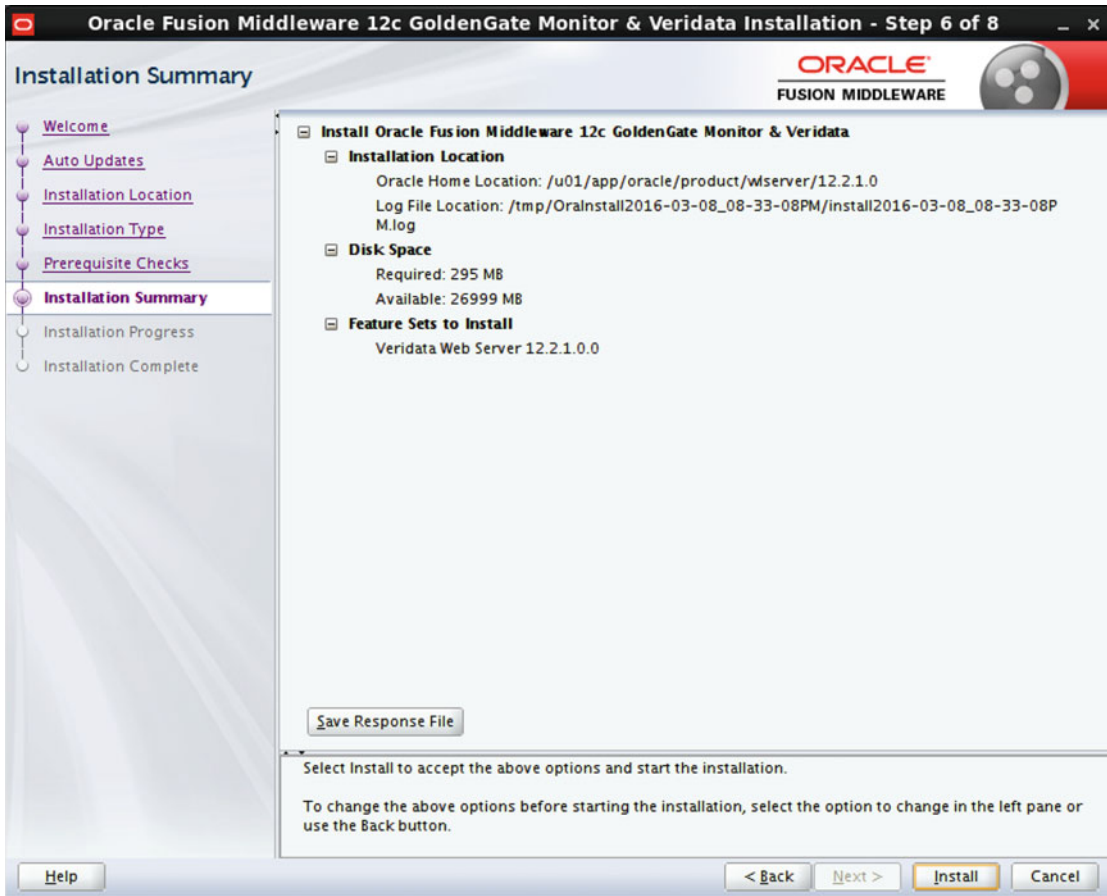 Oracle Fusion Middleware 12c GoldenGate Monitor & Veridata Installation - Step 6 of 8
Installation Summary
ORACLE
FUSION MIDDLEWARE
Welcome
Auto Updates
Installation Location
Installation Type
Prerequisite Checks
Installation Summary
Installation Progress
Installation Complete
Install Oracle Fusion Middleware 12c GoldenGate Monitor & Veridata
Installation Location
Oracle Home Location: /u01/app/oracle/product/wlserver/12.2.1.0
Log File Location: /tmp/OraInstall2016-03-08_08-33-08PM/install2016-03-08_08-33-08P
M.log
Disk Space
Required: 295 MB
Available: 26999 MB
Feature Sets to Install
Veridata Web Server 12.2.1.0.0
Save Response File
Select Install to accept the above options and start the installation.
To change the above options before starting the installation, select the option to change in the left pane or
use the Back button.
Help
< Back
Next >
Install
Cancel